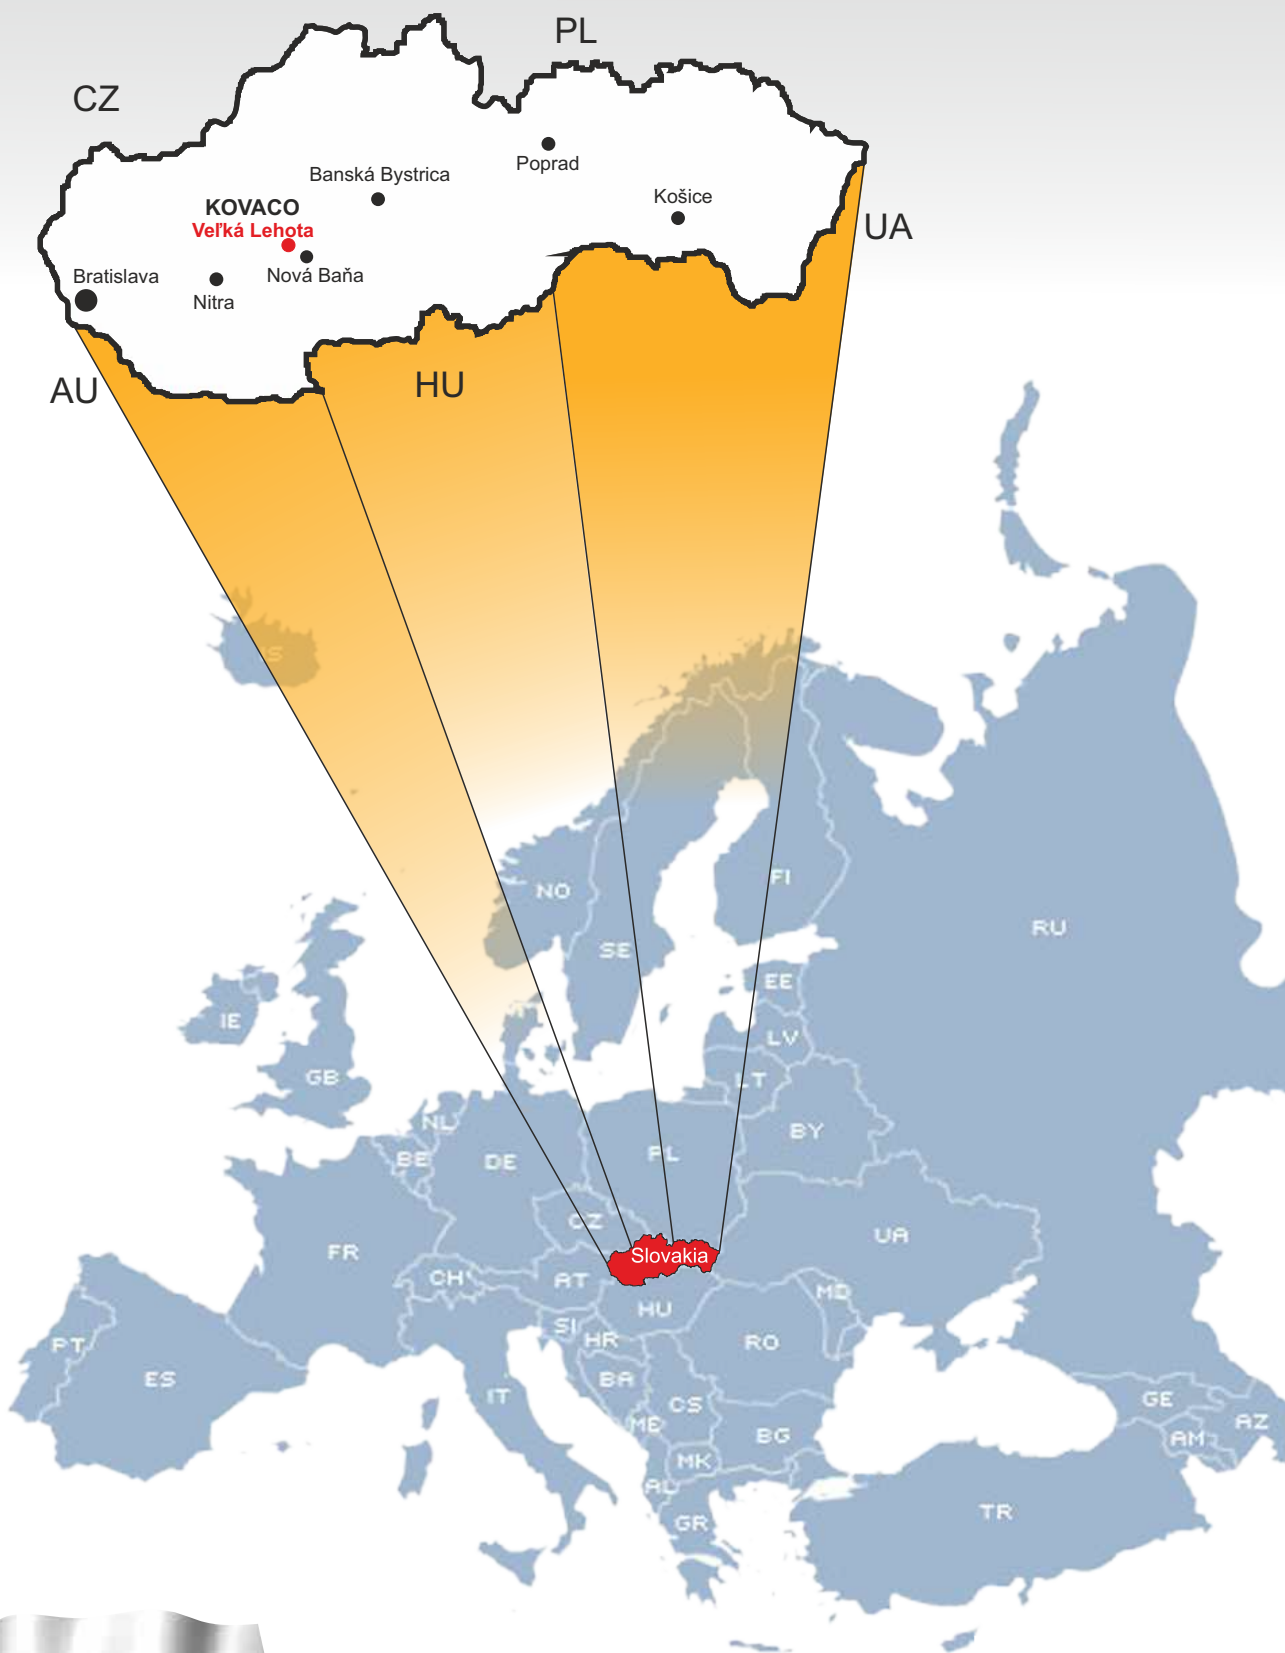 PL
CZ
Poprad
Banská Bystrica
Košice
KOVACO
Veľká Lehota
UA
Nová Baňa
Bratislava
Nitra
AU
HU
IS
NO
FI
SE
RU
EE
IE
LV
GB
LT
NL
BY
BE
DE
PL
CZ
UA
FR
Slovakia
CH
AT
MD
HU
SI
HR
RO
PT
ES
BA
IT
CS
GE
ME
BG
AZ
AM
MK
AL
TR
GR